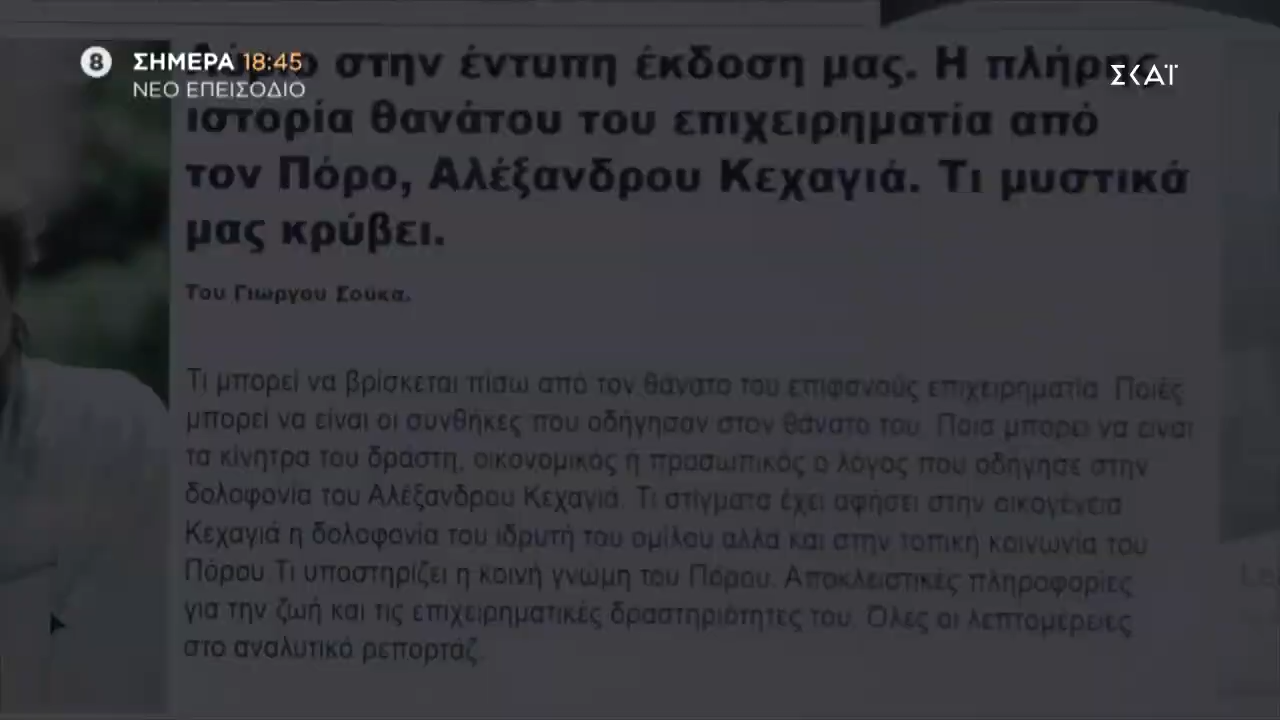 8 ΣΗΜΕΡΑ 18:45
ΝΕΟ ΕΠΕΙΣΟΔΙΟ
ΣΚΑΪ
στην έντυπη έκδοση μας. Η πλήρης
ιστορία θανάτου του επιχειρηματία από
τον Πόρο, Αλέξανδρου Κεχαγιά. Τι μυστικά
μας κρύβει.
Του Γιώργου Σούκα.
Τι μπορεί να βρίσκεται πίσω από τον θάνατο του επιφανούς επιχειρηματία. Ποιές
μπορεί να είναι οι συνθήκες που οδήγησαν στον θάνατο του. Ποια μπορεί να είναι
τα κίνητρα του δράστη, οικονομικός ή προσωπικός ο λόγος που οδήγησε στην
δολοφονία του Αλέξανδρου Κεχαγιά. Τι στίγματα έχει αφήσει στην οικογένεια
Κεχαγιά η δολοφονία του ιδρυτή του ομίλου αλλά και στην τοπική κοινωνία του
Πόρου.Τι υποστηρίζει η κοινή γνώμη του Πόρου. Αποκλειστικές πληροφορίες
για την ζωή και τις επιχειρηματικές δραστηριότητες του. Όλες οι λεπτομέρειες
στο αναλυτικό ρεπορτάζ.